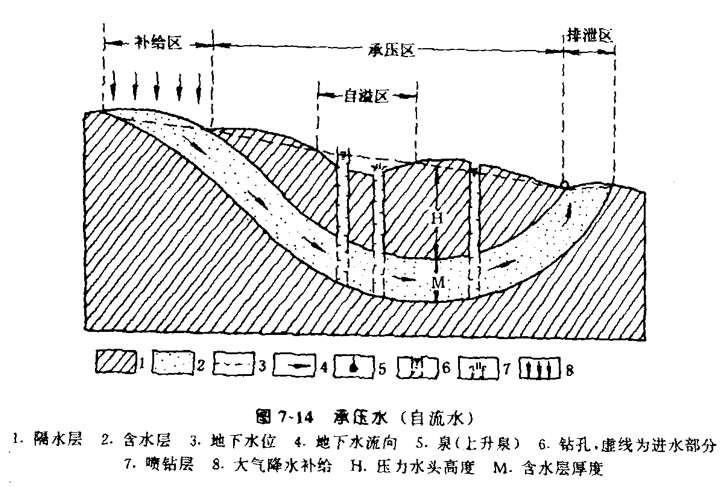 补给区 承压区 排泄区
自溢区
H
M
1 2 3 4 5 6 7 8
图 7-14 承压水（自流水）
1. 隔水层 2. 含水层 3. 地下水位 4. 地下水流向 5. 泉（上升泉） 6. 钻孔，虚线为进水部分
7. 喷钻层 8. 大气降水补给 H. 压力水头高度 M. 含水层厚度